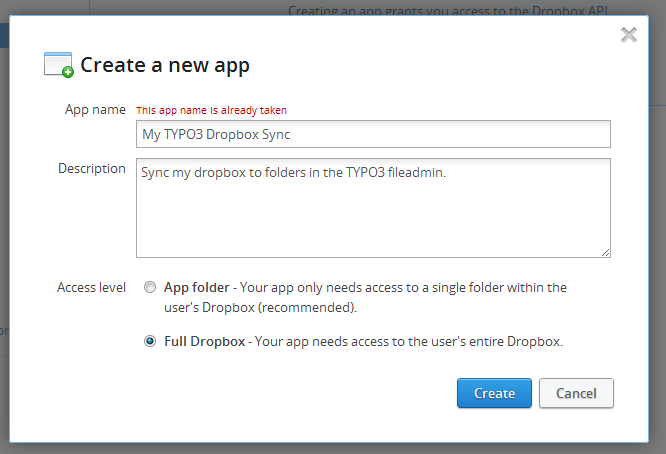 Creating an app grants you access to the Dropbox API
Create a new app
App name This app name is already taken
My TYPO3 Dropbox Sync
Description Sync my dropbox to folders in the TYPO3 fileadmin.
Access level App folder - Your app only needs access to a single folder within the
user's Dropbox (recommended).
Full Dropbox - Your app needs access to the user's entire Dropbox.
Create Cancel